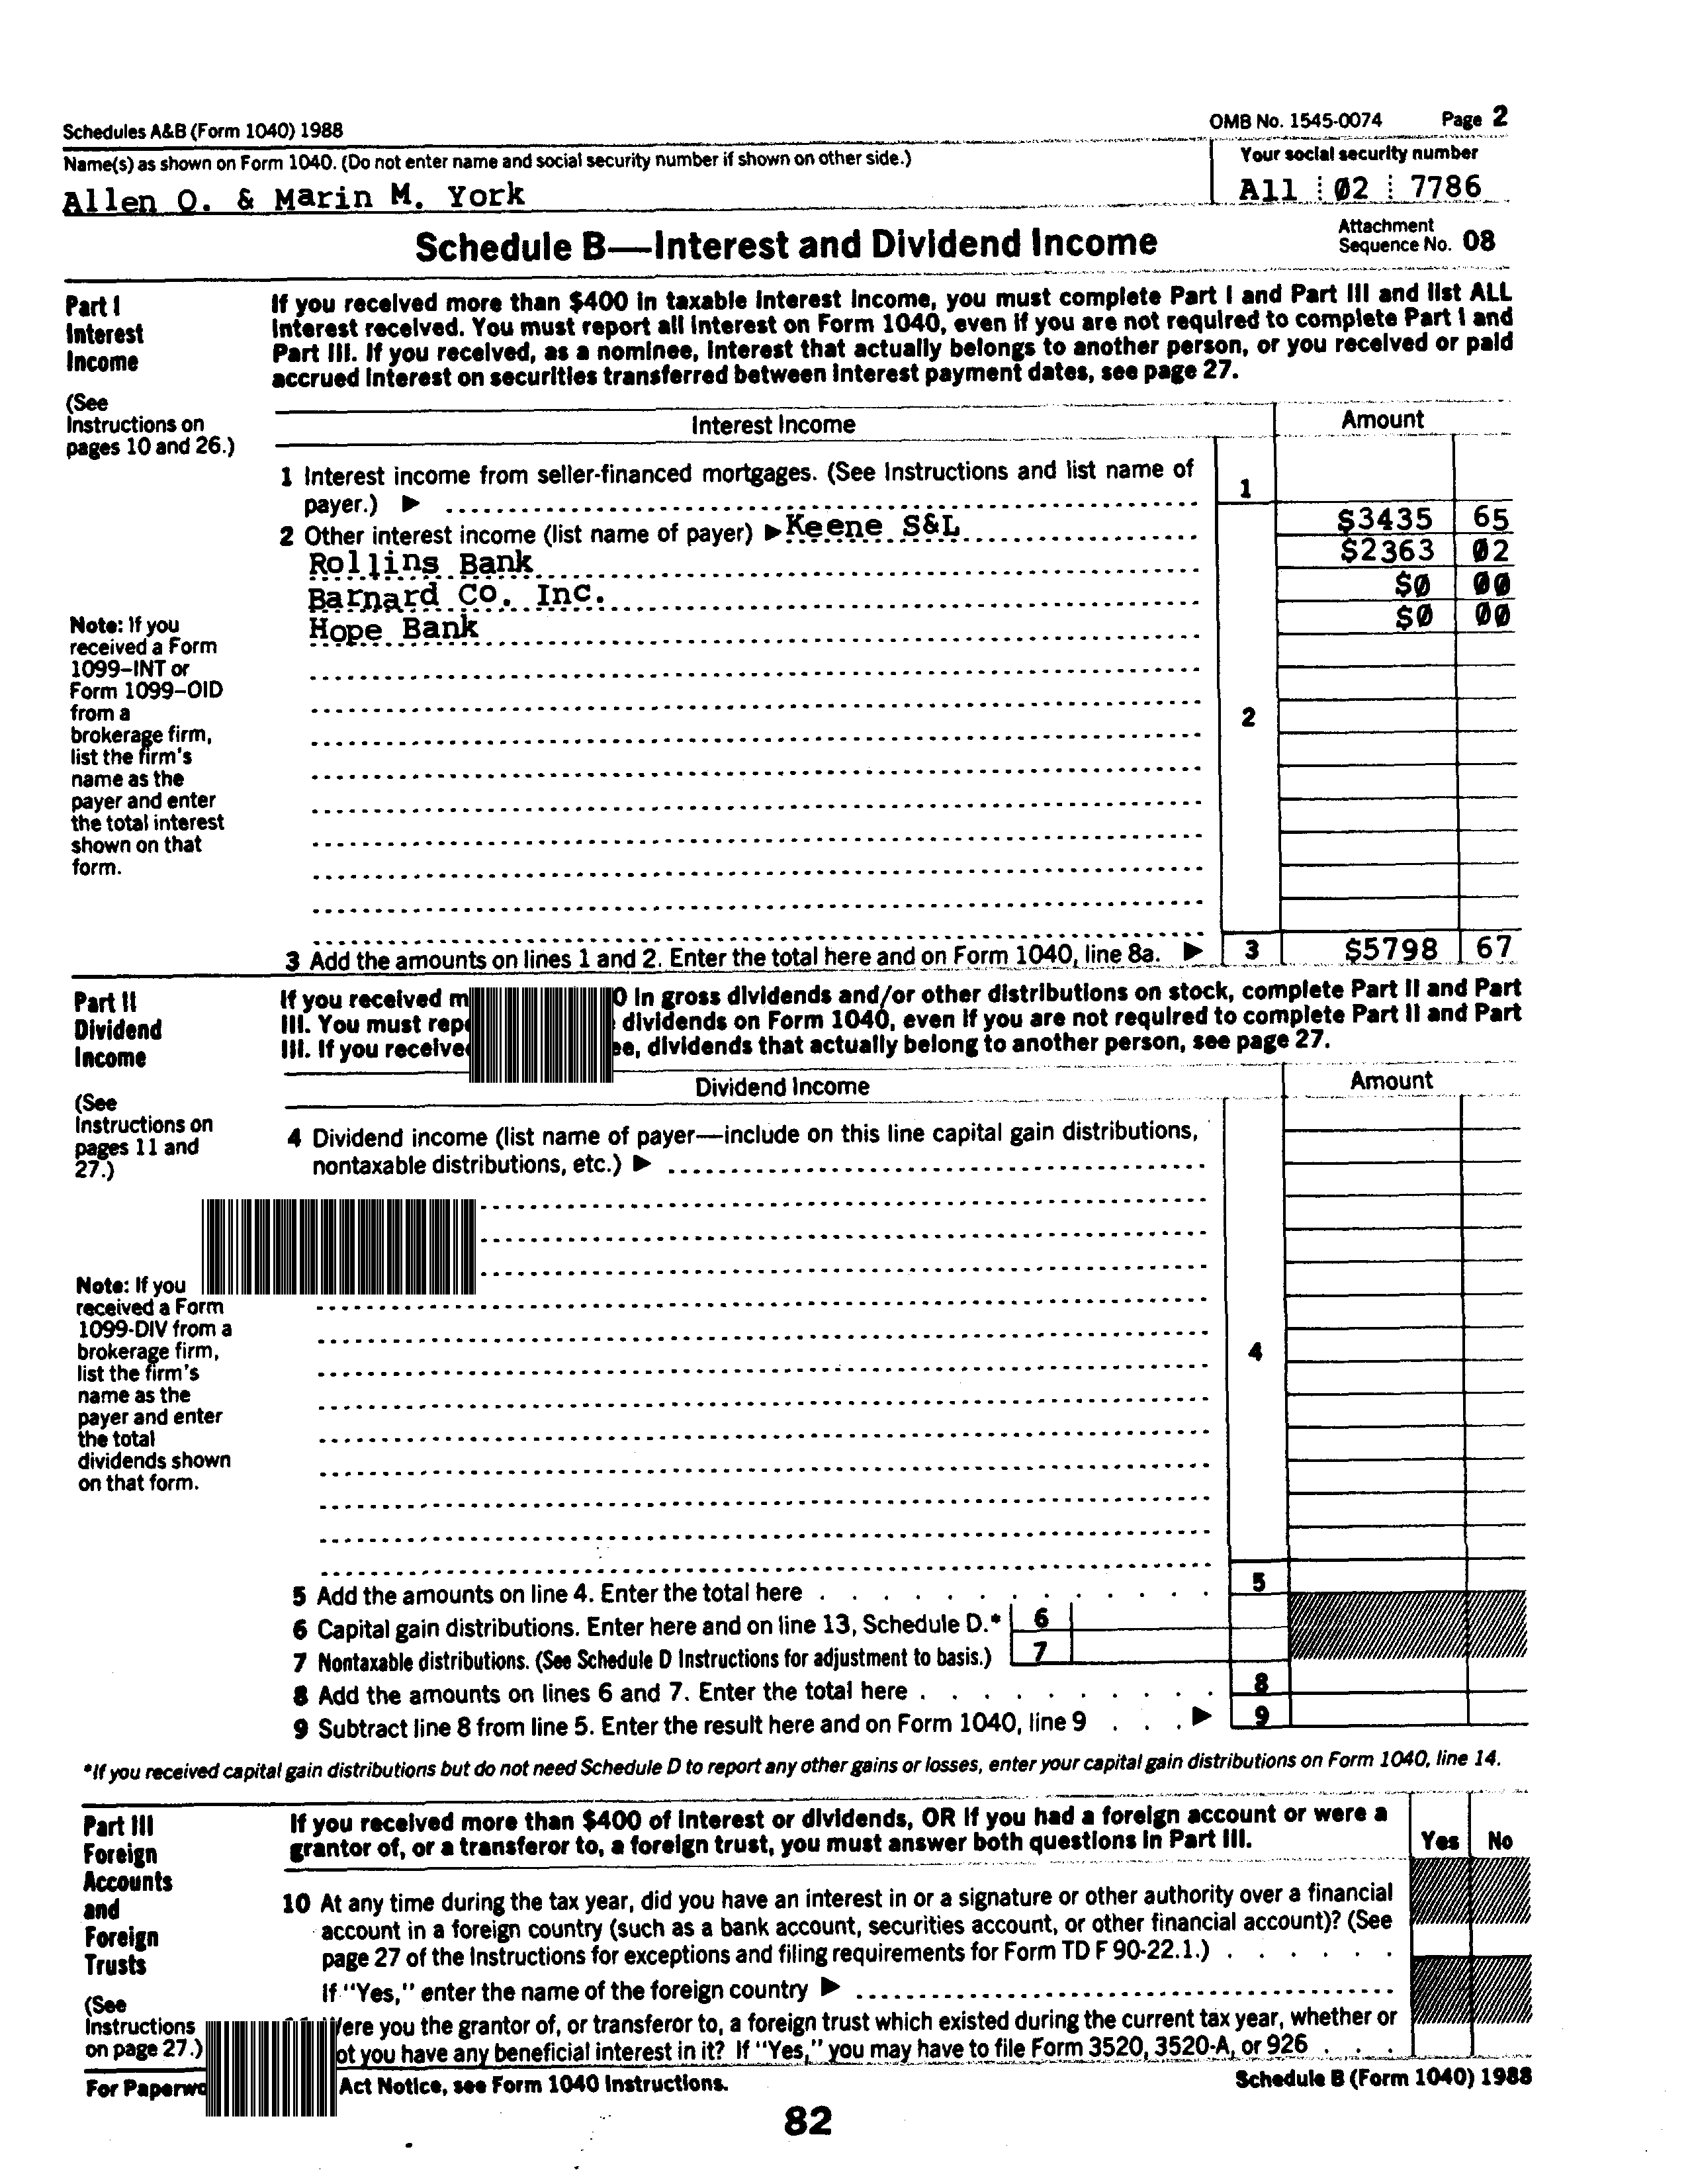 Schedules A&B (Form 1040) 1988 OMB No. 1545-0074 Page 2
Name(s) as shown on Form 1040. (Do not enter name and social security number if shown on other side.) Your social security number
Allen O. & Marin M. York A11 02 7786
Schedule B—Interest and Dividend Income Attachment Sequence No. 08
Part I
Interest
Income
(See
Instructions on
pages 10 and 26.)
If you received more than $400 in taxable interest income, you must complete Part I and Part III and list ALL
interest received. You must report all interest on Form 1040, even if you are not required to complete Part I and
Part III. If you received, as a nominee, interest that actually belongs to another person, or you received or paid
accrued interest on securities transferred between interest payment dates, see page 27.
Interest Income Amount
1 Interest income from seller-financed mortgages. (See Instructions and list name of
payer.) ▶ 1
2 Other interest income (list name of payer) ▶ Keene S&L $3435 65
Rollins Bank $2363 02
Barnard Co. Inc. $0 00
Hope Bank $0 00
Note: If you
received a Form
1099–INT or
Form 1099–OID
from a
brokerage firm,
list the firm's
name as the
payer and enter
the total interest
shown on that
form.
2
3 Add the amounts on lines 1 and 2. Enter the total here and on Form 1040, line 8a. ▶ 3 $5798 67
Part II
Dividend
Income
(See
Instructions on
pages 11 and
27.)
If you received m 0 in gross dividends and/or other distributions on stock, complete Part II and Part
III. You must rep dividends on Form 1040, even if you are not required to complete Part II and Part
III. If you receive ee, dividends that actually belong to another person, see page 27.
Dividend Income Amount
4 Dividend income (list name of payer—include on this line capital gain distributions,
nontaxable distributions, etc.) ▶
Note: If you
received a Form
1099-DIV from a
brokerage firm,
list the firm's
name as the
payer and enter
the total
dividends shown
on that form.
4
5 Add the amounts on line 4. Enter the total here 5
6 Capital gain distributions. Enter here and on line 13, Schedule D.* 6
7 Nontaxable distributions. (See Schedule D Instructions for adjustment to basis.) 7
8 Add the amounts on lines 6 and 7. Enter the total here 8
9 Subtract line 8 from line 5. Enter the result here and on Form 1040, line 9 ▶ 9
*If you received capital gain distributions but do not need Schedule D to report any other gains or losses, enter your capital gain distributions on Form 1040, line 14.
Part III
Foreign
Accounts
and
Foreign
Trusts
(See
Instructions
on page 27.)
If you received more than $400 of interest or dividends, OR if you had a foreign account or were a
grantor of, or a transferor to, a foreign trust, you must answer both questions in Part III. Yes No
10 At any time during the tax year, did you have an interest in or a signature or other authority over a financial
account in a foreign country (such as a bank account, securities account, or other financial account)? (See
page 27 of the Instructions for exceptions and filing requirements for Form TD F 90-22.1.)
If "Yes," enter the name of the foreign country ▶
Were you the grantor of, or transferor to, a foreign trust which existed during the current tax year, whether or
ot you have any beneficial interest in it? If "Yes," you may have to file Form 3520, 3520-A, or 926
For Paperwo Act Notice, see Form 1040 Instructions. Schedule B (Form 1040) 1988
82